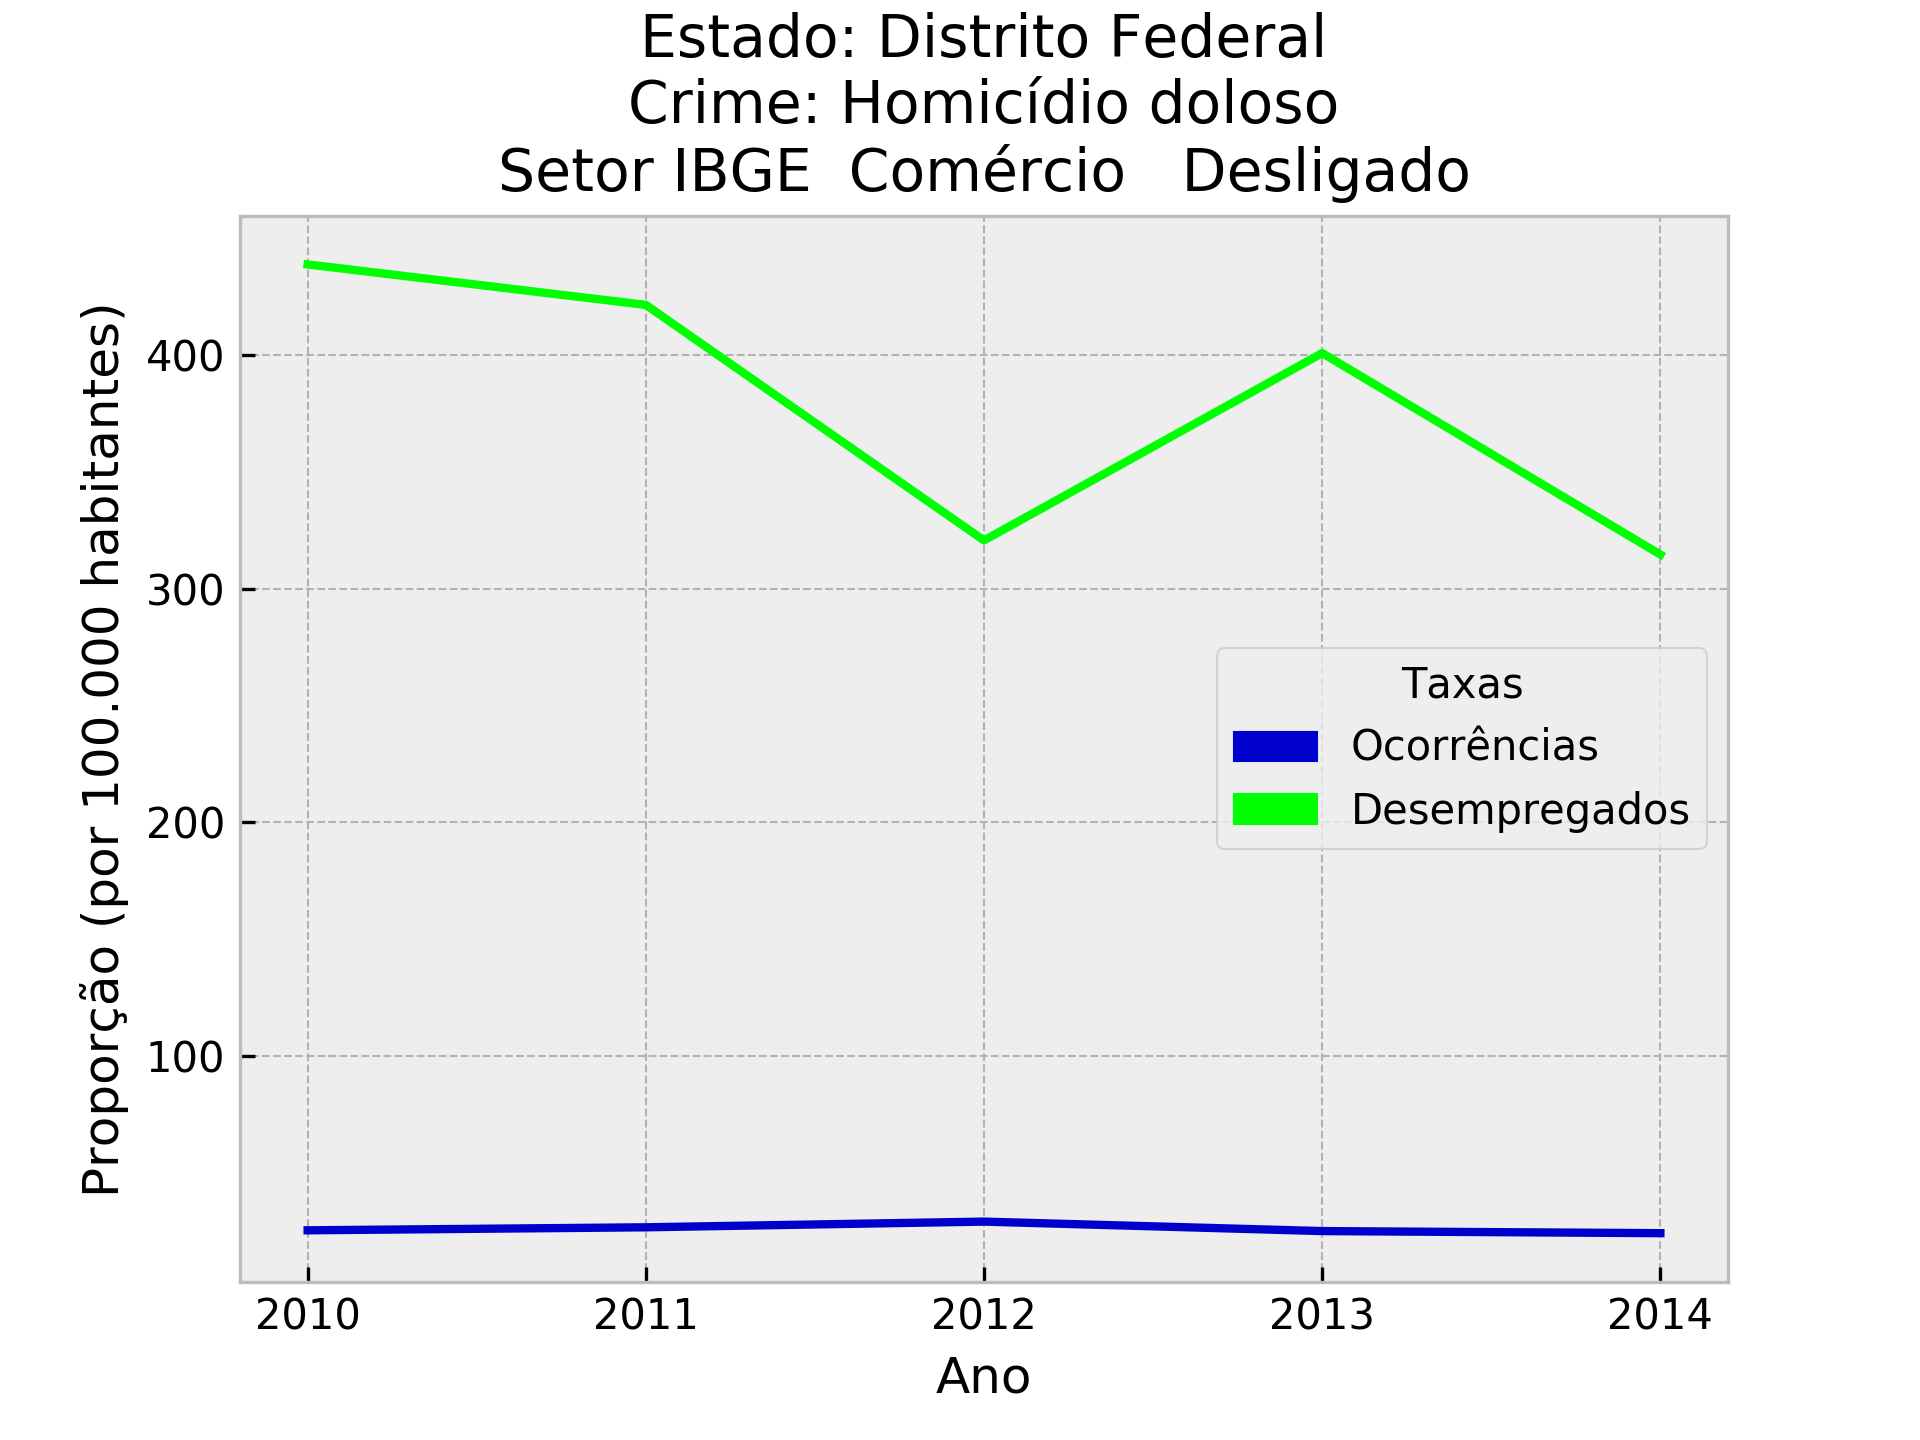 Estado: Distrito Federal
Crime: Homicídio doloso
Setor IBGE  Comércio   Desligado
Proporção (por 100.000 habitantes)
400
300
200
100
Taxas
Ocorrências
Desempregados
2010 2011 2012 2013 2014
Ano